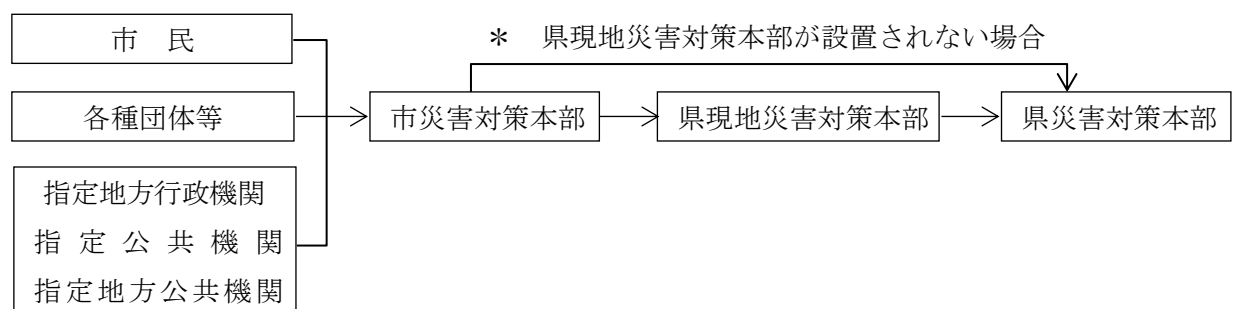 市 民
* 県現地災害対策本部が設置されない場合
各種団体等
市災害対策本部
県現地災害対策本部
県災害対策本部
指定地方行政機関
指 定 公 共 機 関
指定地方公共機関